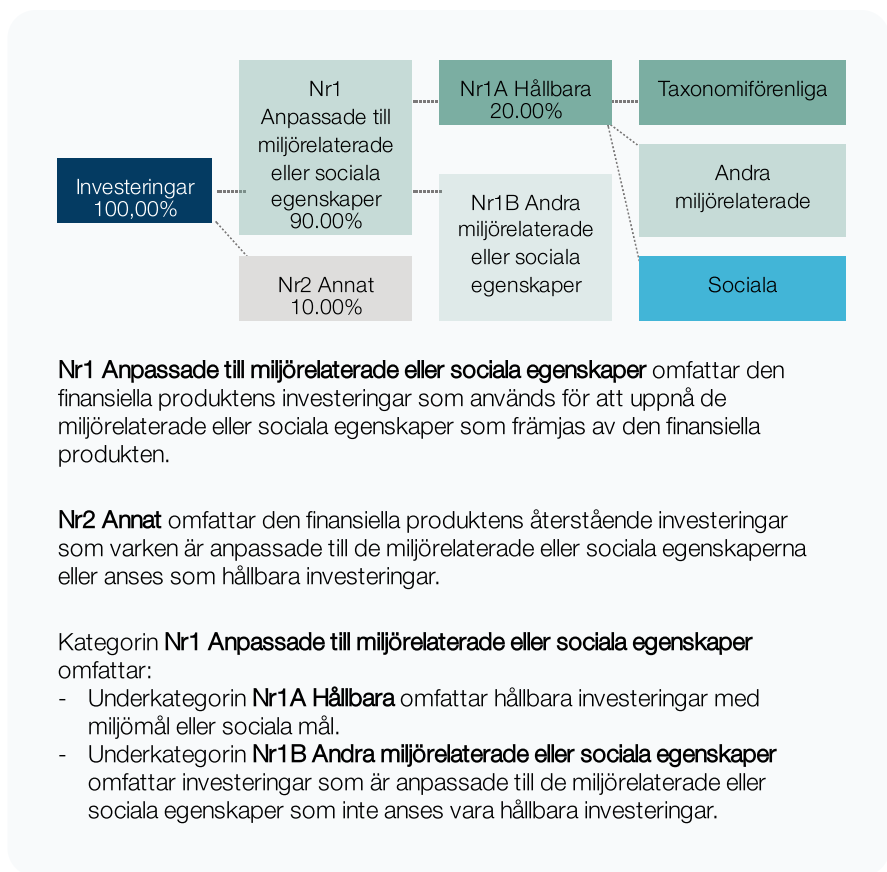 Investeringar
100,00%
Nr1
Anpassade till
miljörelaterade
eller sociala
egenskaper
90.00%
Nr2 Annat
10.00%
Nr1A Hållbara
20.00%
Nr1B Andra
miljörelaterade
eller sociala
egenskaper
Taxonomiförenliga
Andra
miljörelaterade
Sociala
Nr1 Anpassade till miljörelaterade eller sociala egenskaper omfattar den
finansiella produktens investeringar som används för att uppnå de
miljörelaterade eller sociala egenskaper som främjas av den finansiella
produkten.
Nr2 Annat omfattar den finansiella produktens återstående investeringar
som varken är anpassade till de miljörelaterade eller sociala egenskaperna
eller anses som hållbara investeringar.
Kategorin Nr1 Anpassade till miljörelaterade eller sociala egenskaper
omfattar:
- Underkategorin Nr1A Hållbara omfattar hållbara investeringar med
miljömål eller sociala mål.
- Underkategorin Nr1B Andra miljörelaterade eller sociala egenskaper
omfattar investeringar som är anpassade till de miljörelaterade eller
sociala egenskaper som inte anses vara hållbara investeringar.